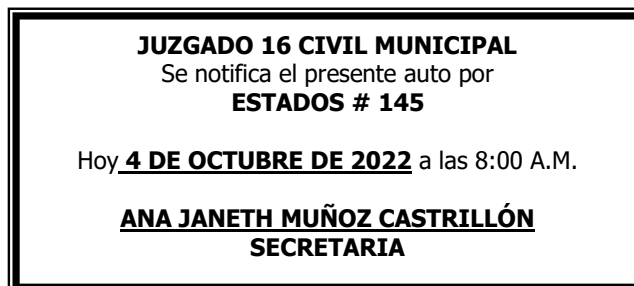 JUZGADO 16 CIVIL MUNICIPAL
Se notifica el presente auto por
ESTADOS # 145
Hoy 4 DE OCTUBRE DE 2022 a las 8:00 A.M.
ANA JANETH MUÑOZ CASTRILLÓN
SECRETARIA